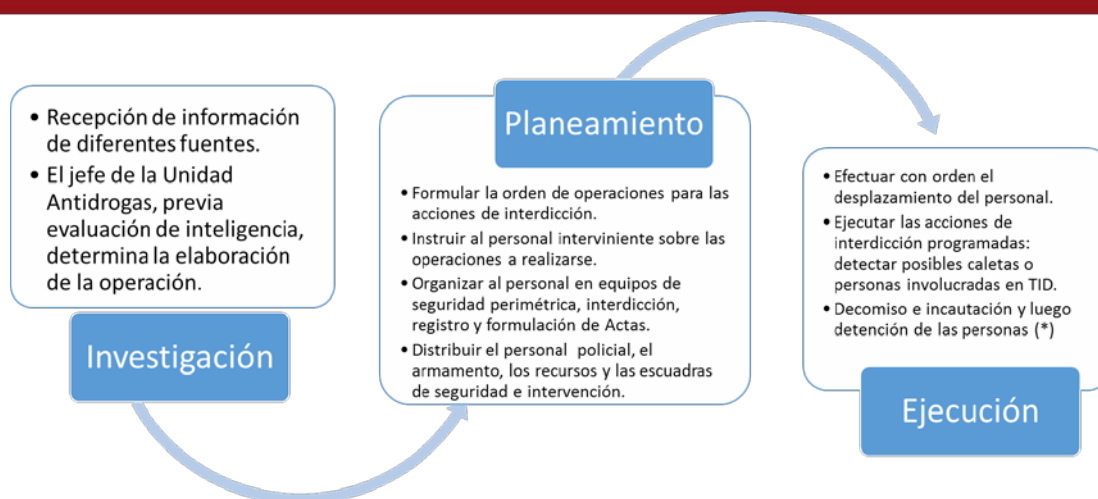 • Recepción de información
de diferentes fuentes.
• El jefe de la Unidad
Antidrogas, previa
evaluación de inteligencia,
determina la elaboración
de la operación.
Investigación
Planeamiento
• Formular la orden de operaciones para las
acciones de interdicción.
• Instruir al personal interviniente sobre las
operaciones a realizarse.
• Organizar al personal en equipos de
seguridad perimétrica, interdicción,
registro y formulación de Actas.
• Distribuir el personal policial, el
armamento, los recursos y las escuadras
de seguridad e intervención.
• Efectuar con orden el
desplazamiento del personal.
• Ejecutar las acciones de
interdicción programadas:
detectar posibles caletas o
personas involucradas en TID.
• Decomiso e incautación y luego
detención de las personas (*)
Ejecución